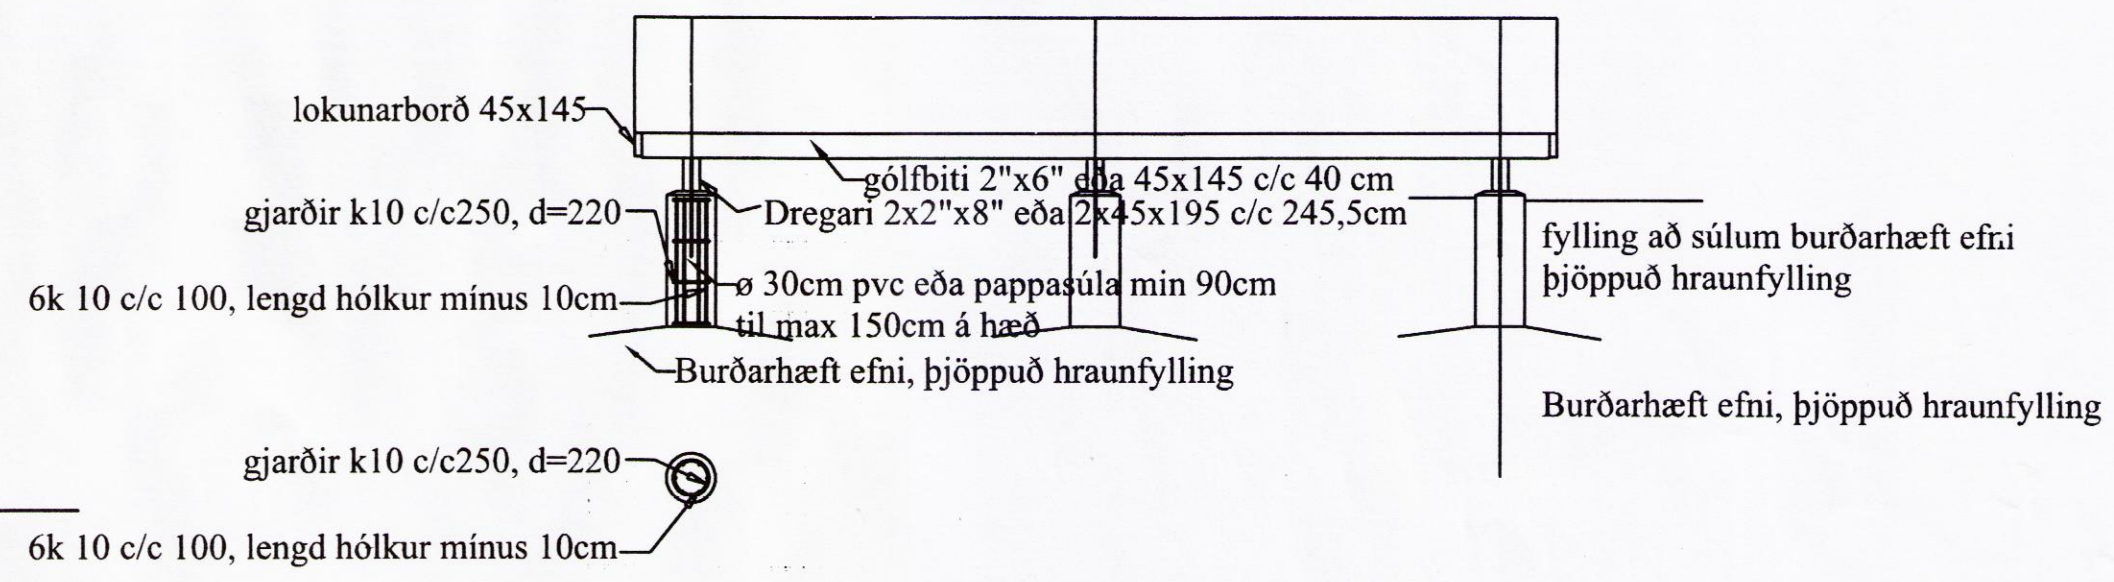 lokunarborð 45x145
gólfbiti 2"x6" eða 45x145 c/c 40 cm
gjarðir k10 c/c250, d=220
Dregari 2x2"x8" eða 2x45x195 c/c 245,5cm
fylling að súlum burðarhæft efni
þjöppuð hraunfylling
6k 10 c/c 100, lengd hólkur mínus 10cm
ø 30cm pvc eða pappasúla min 90cm
til max 150cm á hæð
Burðarhæft efni, þjöppuð hraunfylling
Burðarhæft efni, þjöppuð hraunfylling
gjarðir k10 c/c250, d=220
6k 10 c/c 100, lengd hólkur mínus 10cm